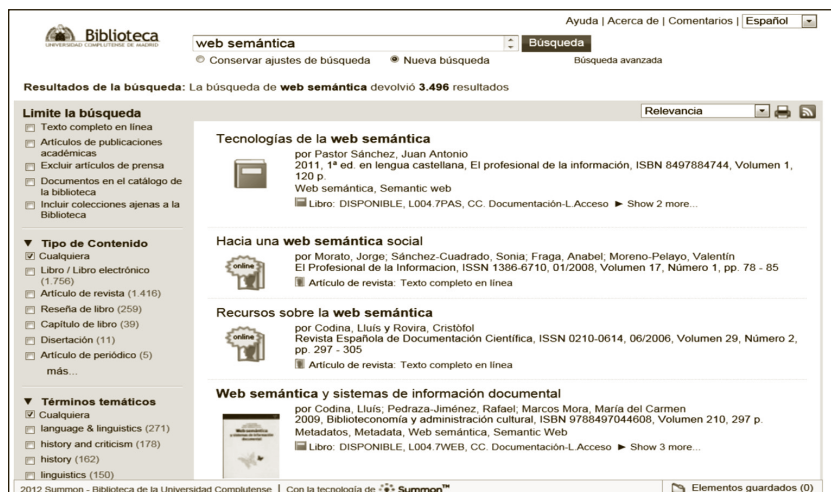 Ayuda | Acerca de | Comentarios | Español
Biblioteca
UNIVERSIDAD COMPLUTENSE DE MADRID
web semántica
Búsqueda
Conservar ajustes de búsqueda
Nueva búsqueda
Búsqueda avanzada
Resultados de la búsqueda: La búsqueda de web semántica devolvió 3.496 resultados
Limite la búsqueda
Texto completo en línea
Artículos de publicaciones
académicas
Excluir artículos de prensa
Documentos en el catálogo de
la biblioteca
Incluir colecciones ajenas a la
Biblioteca
▼ Tipo de Contenido
Cualquiera
Libro / Libro electrónico
(1.756)
Artículo de revista (1.416)
Reseña de libro (259)
Capítulo de libro (39)
Disertación (11)
Artículo de periódico (5)
más...
▼ Términos temáticos
Cualquiera
language & linguistics (271)
history and criticism (178)
history (162)
linguistics (150)
Relevancia
Tecnologías de la web semántica
por Pastor Sánchez, Juan Antonio
2011, 1ª ed. en lengua castellana, El profesional de la información, ISBN 8497884744, Volumen 1,
120 p.
Web semántica, Semantic web
Libro: DISPONIBLE, L004.7PAS, CC. Documentación-L.Acceso ► Show 2 more...
Hacia una web semántica social
online
por Morato, Jorge; Sánchez-Cuadrado, Sonia; Fraga, Anabel; Moreno-Pelayo, Valentín
El Profesional de la Informacion, ISSN 1386-6710, 01/2008, Volumen 17, Número 1, pp. 78 - 85
Artículo de revista: Texto completo en línea
Recursos sobre la web semántica
online
por Codina, Lluís y Rovira, Cristòfol
Revista Española de Documentación Científica, ISSN 0210-0614, 06/2006, Volumen 29, Número 2,
pp. 297 - 305
Artículo de revista: Texto completo en línea
Web semántica y sistemas de información documental
por Codina, Lluís; Pedraza-Jiménez, Rafael; Marcos Mora, María del Carmen
2009, Biblioteconomía y administración cultural, ISBN 9788497044608, Volumen 210, 297 p.
Metadatos, Metadata, Web semántica, Semantic Web
Libro: DISPONIBLE, L004.7WEB, CC. Documentación-L.Acceso ► Show 3 more...
2012 Summon - Biblioteca de la Universidad Complutense | Con la tecnología de Summon™
Elementos guardados (0)